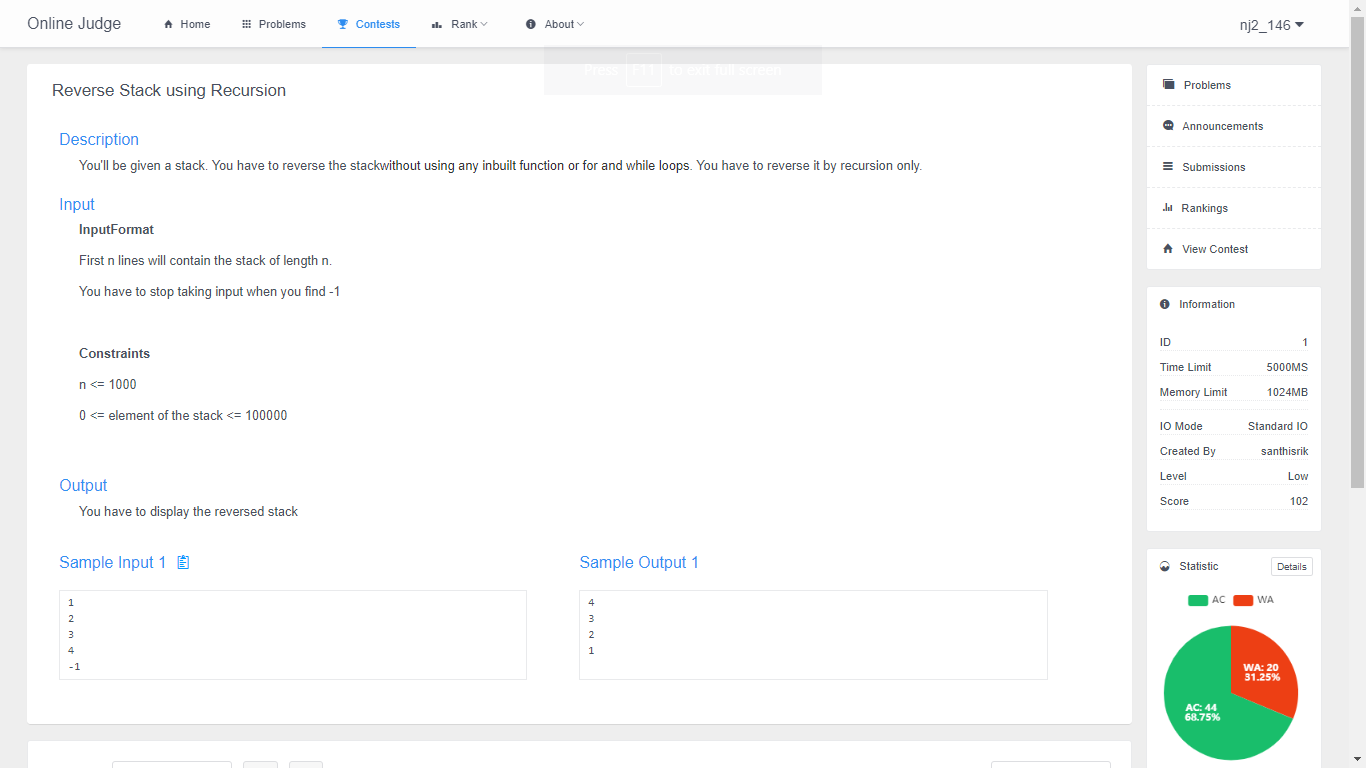 Online Judge
Home
Problems
Contests
Rank
About
nj2_146
Press F11 to exit full screen
Reverse Stack using Recursion
Description
You'll be given a stack. You have to reverse the stackwithout using any inbuilt function or for and while loops. You have to reverse it by recursion only.
Input
InputFormat
First n lines will contain the stack of length n.
You have to stop taking input when you find -1
Constraints
n <= 1000
0 <= element of the stack <= 100000
Output
You have to display the reversed stack
Sample Input 1
1
2
3
4
-1
Sample Output 1
4
3
2
1
Problems
Announcements
Submissions
Rankings
View Contest
Information
ID 1
Time Limit 5000MS
Memory Limit 1024MB
IO Mode Standard IO
Created By santhisrik
Level Low
Score 102
Statistic
Details
AC WA
WA: 20
31.25%
AC: 44
68.75%